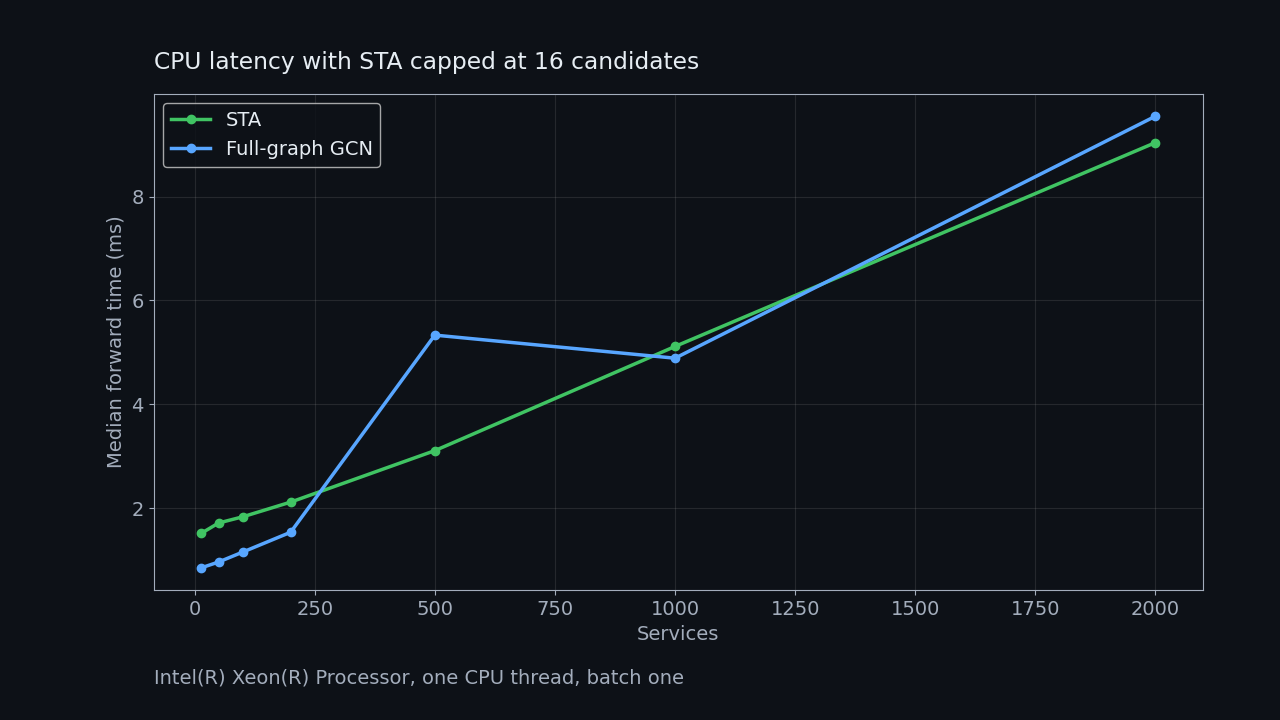 CPU latency with STA capped at 16 candidates
STA
Full-graph GCN
Median forward time (ms)
8
6
4
2
0 250 500 750 1000 1250 1500 1750 2000
Services
Intel(R) Xeon(R) Processor, one CPU thread, batch one